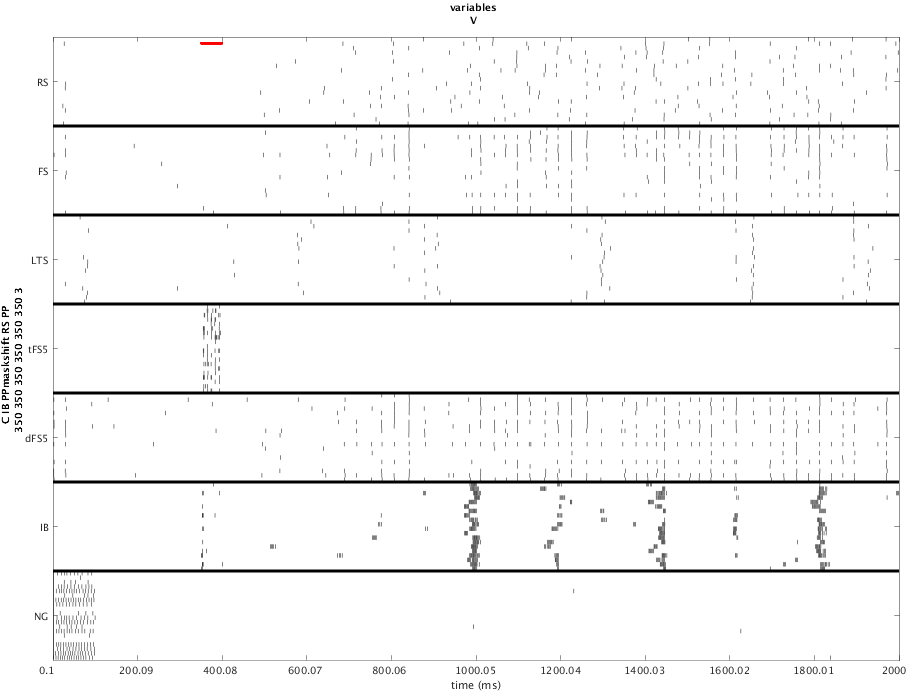 variables
V
RS
FS
LTS
tFS5
dFS5
IB
NG
C IB PPmaskshift RS PP
350 350 350 350 350 3
0.1 200.09 400.08 600.07 800.06 1000.05 1200.04 1400.03 1600.02 1800.01 2000
time (ms)